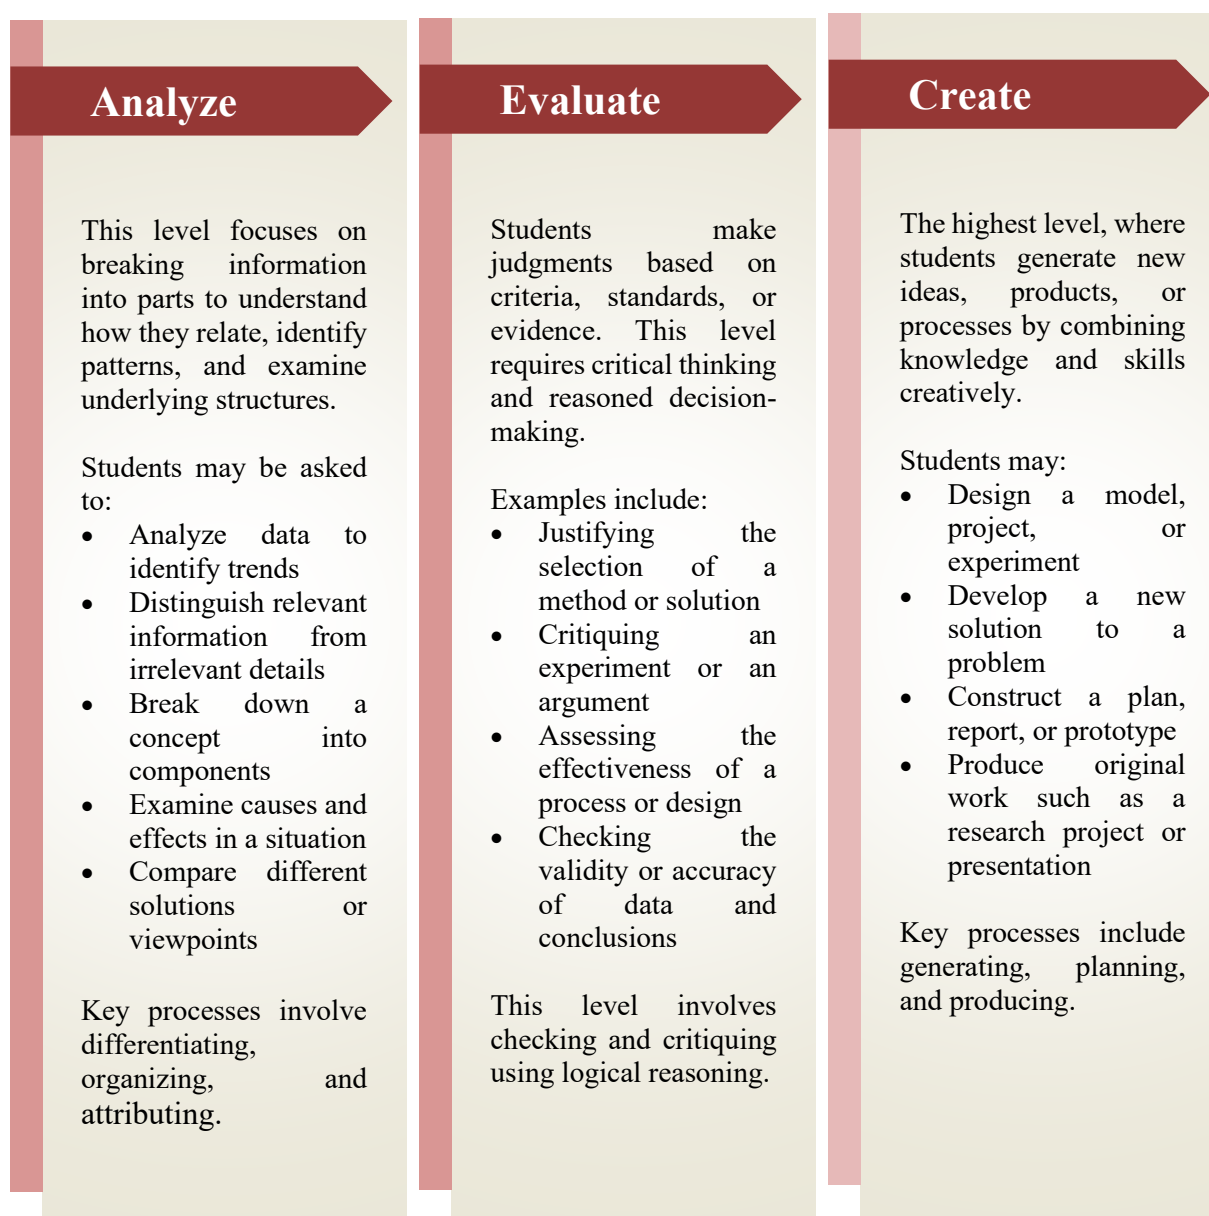 Analyze
This level focuses on
breaking information
into parts to understand
how they relate, identify
patterns, and examine
underlying structures.
Students may be asked
to:
• Analyze data to
identify trends
• Distinguish relevant
information from
irrelevant details
• Break down a
concept into
components
• Examine causes and
effects in a situation
• Compare different
solutions or
viewpoints
Key processes involve
differentiating,
organizing, and
attributing.
Evaluate
Students make
judgments based on
criteria, standards, or
evidence. This level
requires critical thinking
and reasoned decision-
making.
Examples include:
• Justifying the
selection of a
method or solution
• Critiquing an
experiment or an
argument
• Assessing the
effectiveness of a
process or design
• Checking the
validity or accuracy
of data and
conclusions
This level involves
checking and critiquing
using logical reasoning.
Create
The highest level, where
students generate new
ideas, products, or
processes by combining
knowledge and skills
creatively.
Students may:
• Design a model,
project, or
experiment
• Develop a new
solution to a
problem
• Construct a plan,
report, or prototype
• Produce original
work such as a
research project or
presentation
Key processes include
generating, planning,
and producing.